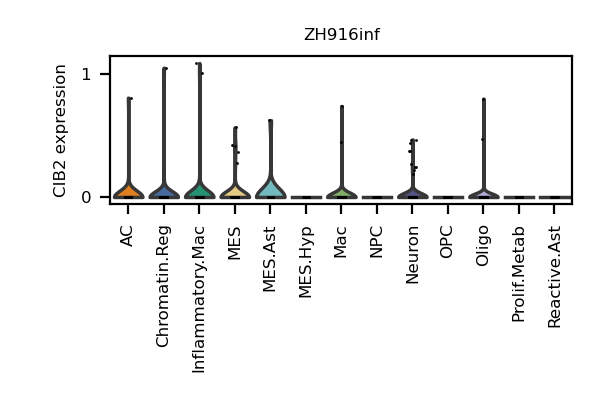 ZH916inf
CIB2 expression
1
0
AC
Chromatin.Reg
Inflammatory.Mac
MES
MES.Ast
MES.Hyp
Mac
NPC
Neuron
OPC
Oligo
Prolif.Metab
Reactive.Ast